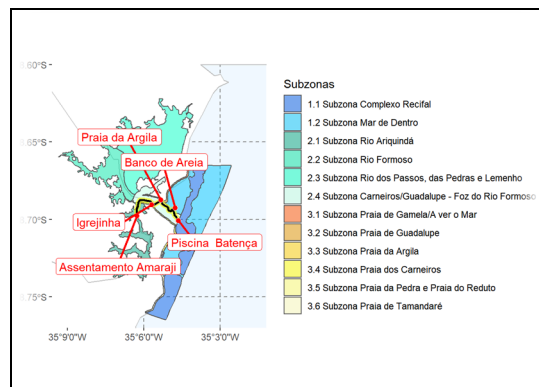 8.60°S
8.65°S
8.70°S
8.75°S
35°9'0"W
35°6'0"W
35°3'0"W
Praia da Argila
Banco de Areia
Igrejinha
Piscina Batença
Assentamento Amaraji
Subzonas
1.1 Subzona Complexo Recifal
1.2 Subzona Mar de Dentro
2.1 Subzona Rio Ariquindá
2.2 Subzona Rio Formoso
2.3 Subzona Rio dos Passos, das Pedras e Lemenho
2.4 Subzona Carneiros/Guadalupe - Foz do Rio Formoso
3.1 Subzona Praia de Gamela/A ver o Mar
3.2 Subzona Praia de Guadalupe
3.3 Subzona Praia da Argila
3.4 Subzona Praia dos Carneiros
3.5 Subzona Praia da Pedra e Praia do Reduto
3.6 Subzona Praia de Tamandaré